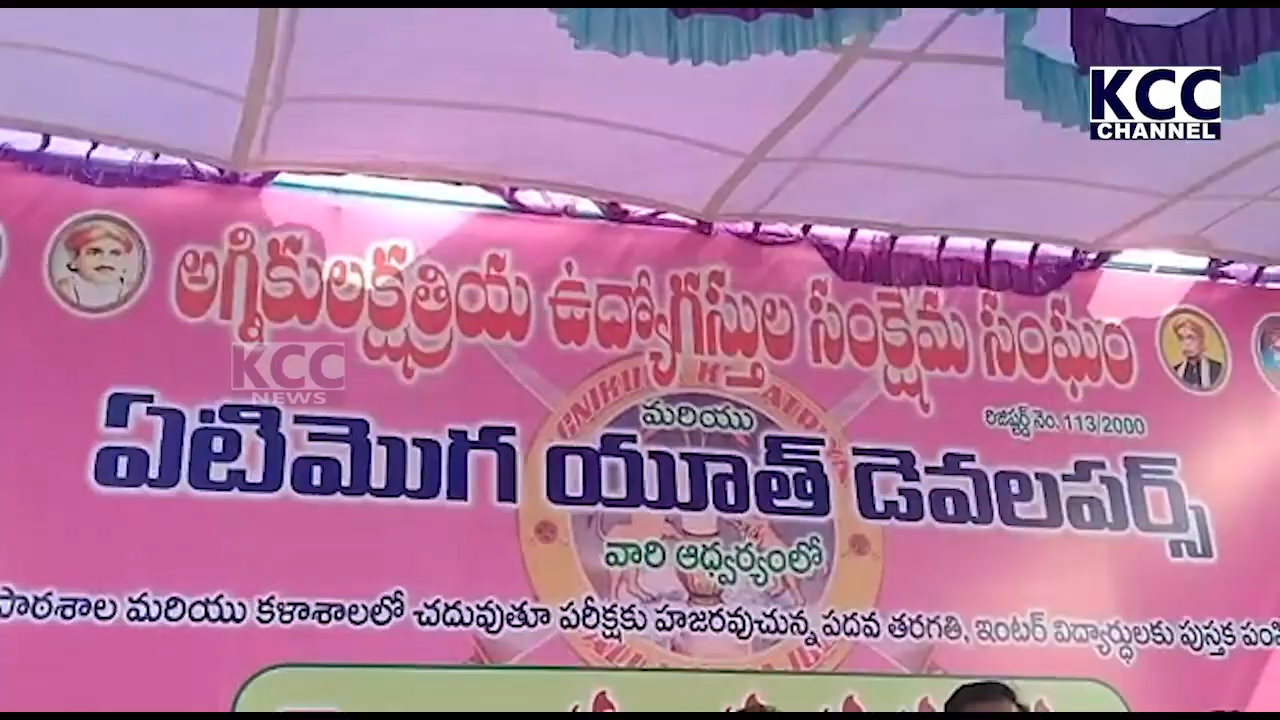 KCC
CHANNEL
అగ్నికులక్షత్రియ ఉద్యోగస్తుల సంక్షేమ సంఘం
KCC
NEWS
మరియు
రిజిష్టర్డ్ నెం. 113/2000
ఏటిమొగ యూత్ డెవలపర్స్
వారి ఆధ్వర్యంలో
పాఠశాల మరియు కళాశాలలో చదువుతూ పరీక్షకు హజరవుచున్న పదవ తరగతి, ఇంటర్ విద్యార్ధులకు పుస్తక